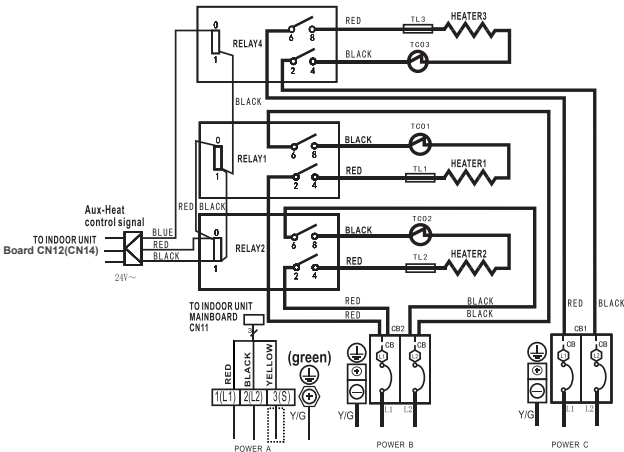 RED TL3 HEATER3
0 6 8
RELAY4
BLACK TCO3
1 2 4
BLACK
TCO1
BLACK
0 6 8
RELAY1 HEATER1
RED TL1
1 2 4
Aux-Heat
control signal
RED BLACK
TCO2
BLUE 0 BLACK
TO INDOOR UNIT
Board CN12(CN14)
RED 6 8
RELAY2 HEATER2
BLACK RED TL2
24V~ 1 2 4
TO INDOOR UNIT
MAINBOARD
CN11
RED BLACK RED BLACK
RED BLACK
3
CB2 CB1
CB CB CB CB
L1 L2 L1 L2
RED BLACK YELLOW
(green)
1(L1) 2(L2) 3(S)
Y/G Y/G L1 L2 Y/G L1 L2
POWER A POWER B POWER C